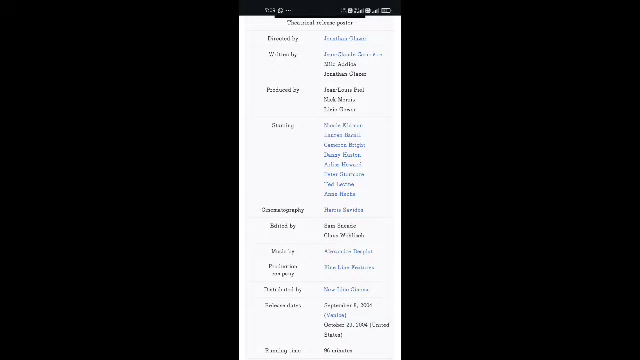 Theatrical release poster
Directed by Jonathan Glazer
Written by Jean-Claude Carrière
Milo Addica
Jonathan Glazer
Produced by Jean-Louis Piel
Nick Morris
Lizie Gower
Starring Nicole Kidman
Lauren Bacall
Cameron Bright
Danny Huston
Arliss Howard
Peter Stormare
Ted Levine
Anne Heche
Cinematography Harris Savides
Edited by Sam Sneade
Claus Wehlisch
Music by Alexandre Desplat
Production Fine Line Features
company
Distributed by New Line Cinema
Release dates September 8, 2004
(Venice)
October 29, 2004 (United
States)
Running time
minutes